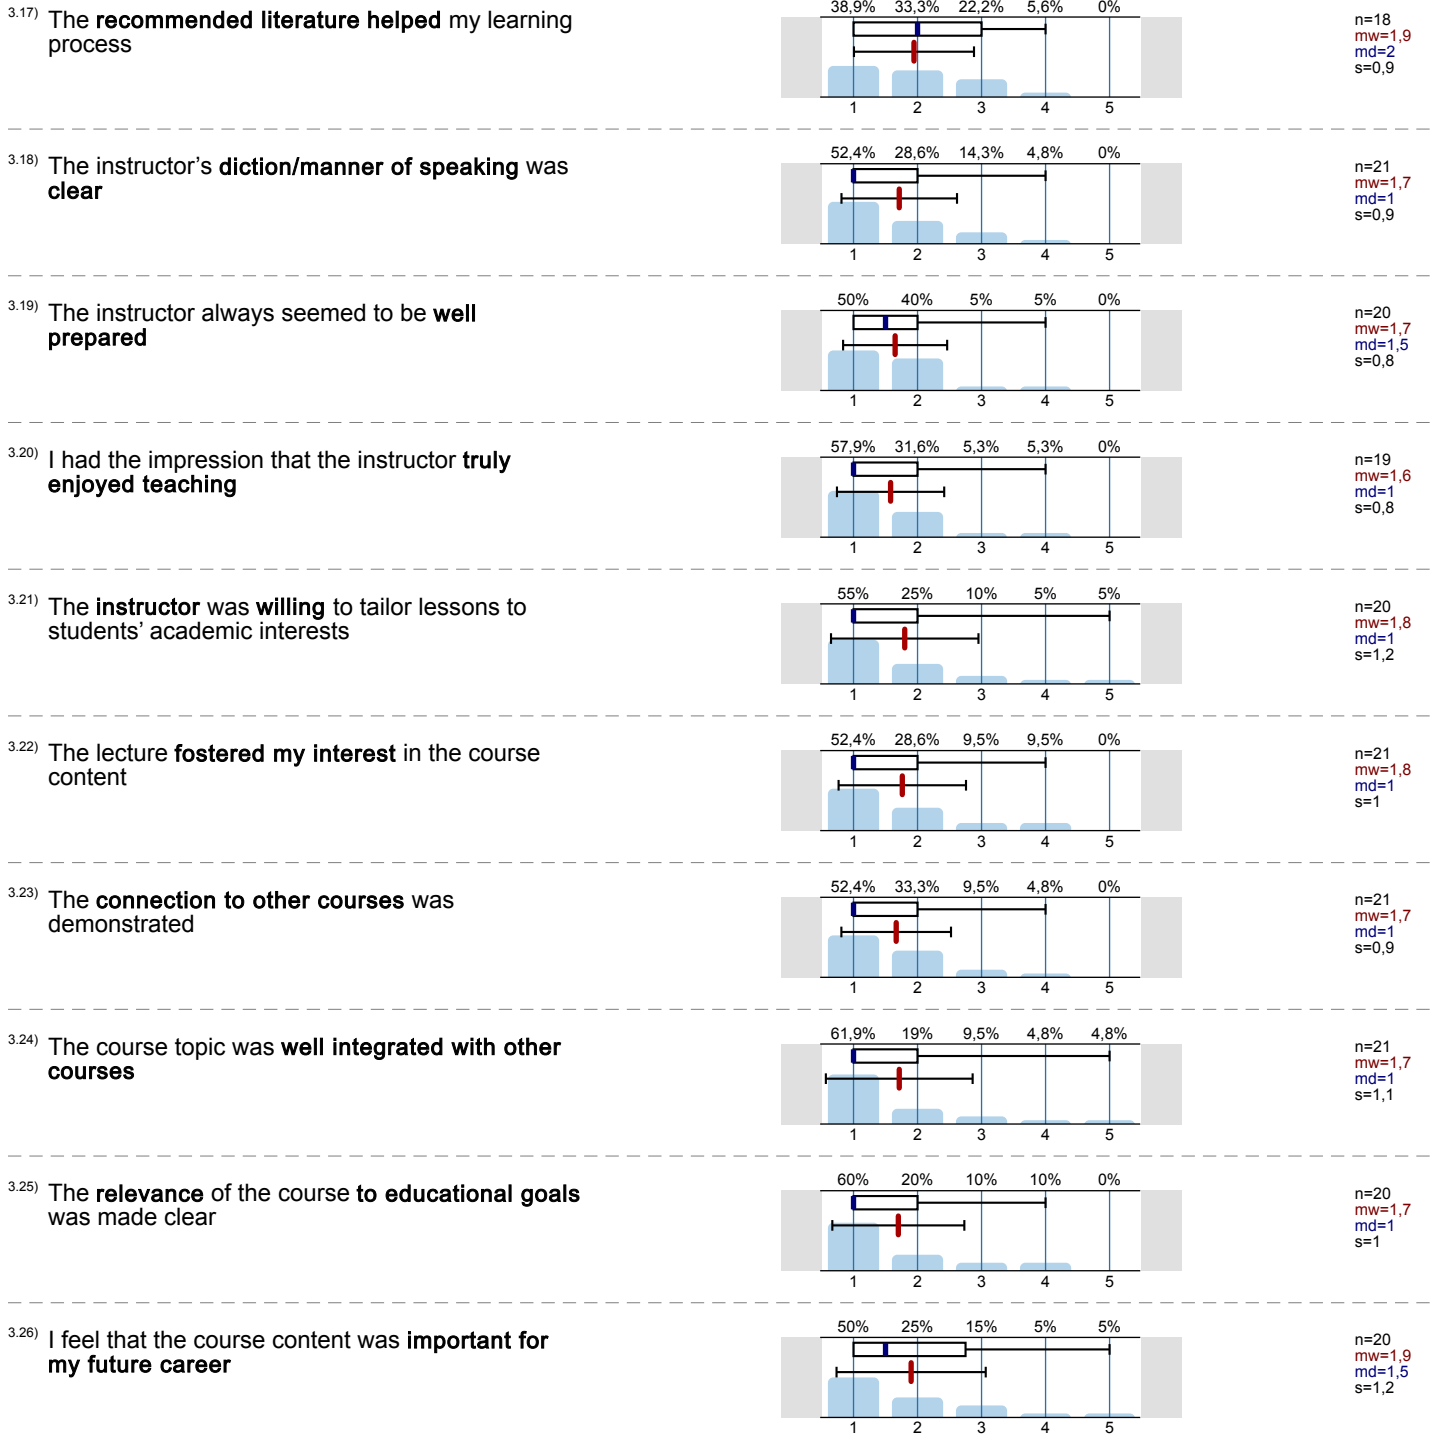 3.17) The recommended literature helped my learning
process
38,9% 33,3% 22,2% 5,6% 0%
1 2 3 4 5
n=18
mw=1,9
md=2
s=0,9
3.18) The instructor's diction/manner of speaking was
clear
52,4% 28,6% 14,3% 4,8% 0%
1 2 3 4 5
n=21
mw=1,7
md=1
s=0,9
3.19) The instructor always seemed to be well
prepared
50% 40% 5% 5% 0%
1 2 3 4 5
n=20
mw=1,7
md=1,5
s=0,8
3.20) I had the impression that the instructor truly
enjoyed teaching
57,9% 31,6% 5,3% 5,3% 0%
1 2 3 4 5
n=19
mw=1,6
md=1
s=0,8
3.21) The instructor was willing to tailor lessons to
students' academic interests
55% 25% 10% 5% 5%
1 2 3 4 5
n=20
mw=1,8
md=1
s=1,2
3.22) The lecture fostered my interest in the course
content
52,4% 28,6% 9,5% 9,5% 0%
1 2 3 4 5
n=21
mw=1,8
md=1
s=1
3.23) The connection to other courses was
demonstrated
52,4% 33,3% 9,5% 4,8% 0%
1 2 3 4 5
n=21
mw=1,7
md=1
s=0,9
3.24) The course topic was well integrated with other
courses
61,9% 19% 9,5% 4,8% 4,8%
1 2 3 4 5
n=21
mw=1,7
md=1
s=1,1
3.25) The relevance of the course to educational goals
was made clear
60% 20% 10% 10% 0%
1 2 3 4 5
n=20
mw=1,7
md=1
s=1
3.26) I feel that the course content was important for
my future career
50% 25% 15% 5% 5%
1 2 3 4 5
n=20
mw=1,9
md=1,5
s=1,2